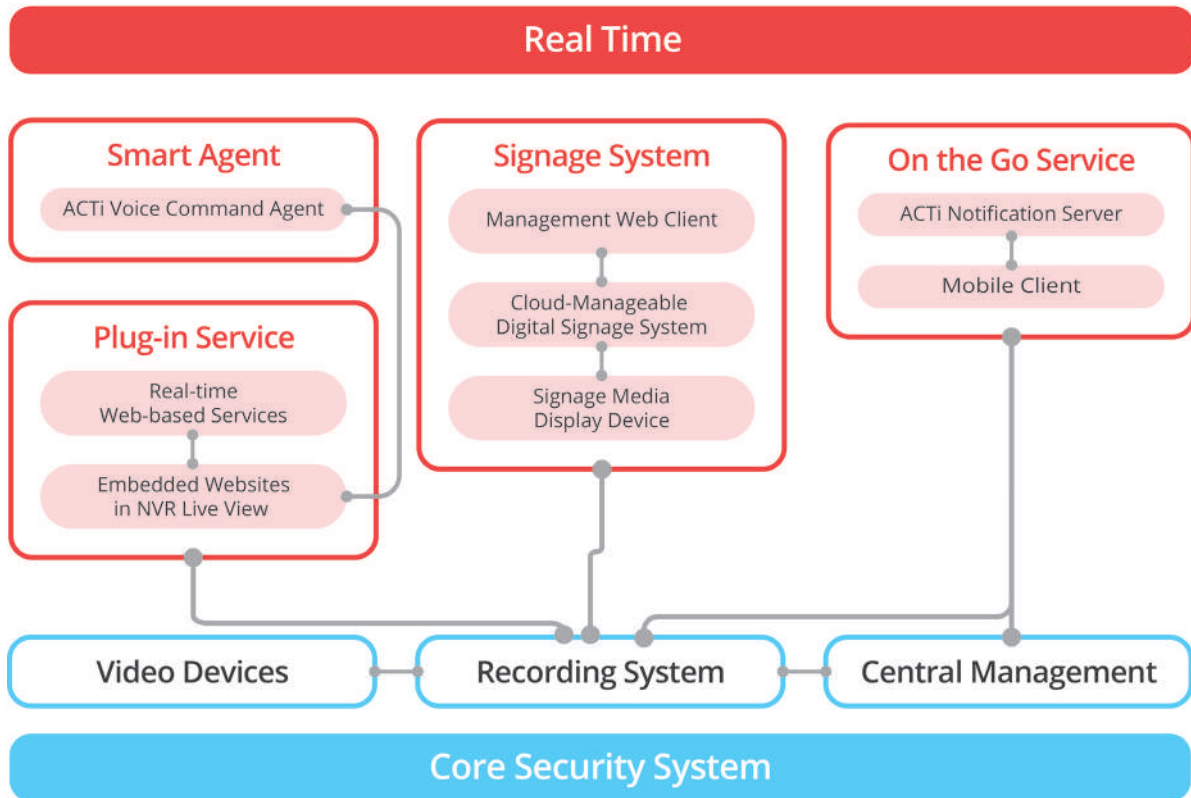 Real Time
Smart Agent
ACTi Voice Command Agent
Plug-in Service
Real-time
Web-based Services
Embedded Websites
in NVR Live View
Signage System
Management Web Client
Cloud-Manageable
Digital Signage System
Signage Media
Display Device
On the Go Service
ACTi Notification Server
Mobile Client
Video Devices
Recording System
Central Management
Core Security System